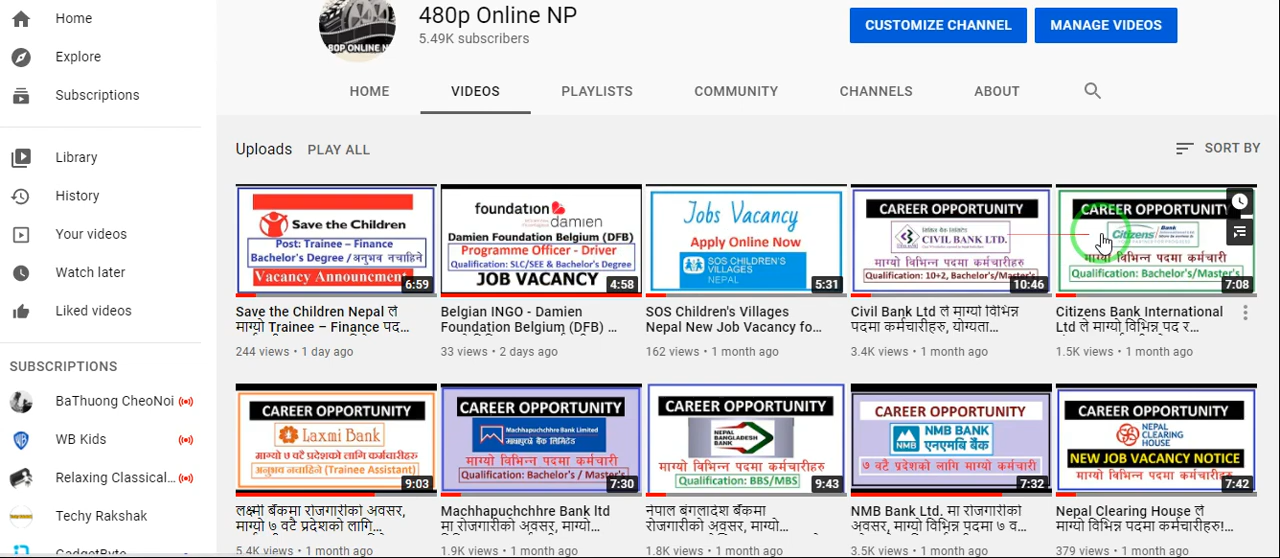 Home
Explore
Subscriptions
Library
History
Your videos
Watch later
Liked videos
SUBSCRIPTIONS
BaThuong CheoNoi
WB Kids
Relaxing Classical...
Techy Rakshak
GadgetByte
480p Online NP
5.49K subscribers
CUSTOMIZE CHANNEL
MANAGE VIDEOS
HOME
VIDEOS
PLAYLISTS
COMMUNITY
CHANNELS
ABOUT
Uploads PLAY ALL
SORT BY
Save the Children
Post: Trainee – Finance
Bachelor's Degree /अनुभव नचाहिने
Vacancy Announcment
6:59
Save the Children Nepal ले
माग्यो Trainee – Finance पद...
244 views • 1 day ago
foundation
damien
Damien Foundation Belgium (DFB)
Programme Officer - Driver
Qualification: SLC/SEE & Bachelor's Degree
JOB VACANCY
4:58
Belgian INGO - Damien
Foundation Belgium (DFB) ...
33 views • 2 days ago
Jobs Vacancy
Apply Online Now
SOS CHILDREN'S
VILLAGES
NEPAL
5:31
SOS Children's Villages
Nepal New Job Vacancy fo...
162 views • 1 month ago
CAREER OPPORTUNITY
CIVIL BANK LTD.
माग्यो विभिन्न पदमा कर्मचारीहरु
Qualification: 10+2, Bachelor's/Master's
10:46
Civil Bank Ltd ले माग्यो विभिन्न
पदमा कर्मचारीहरु, योग्यता...
3.4K views • 1 month ago
CAREER OPPORTUNITY
Citizens Bank
माग्यो विभिन्न पदमा कर्मचारी
Qualification: Bachelor's/Master's
7:08
Citizens Bank International
Ltd ले माग्यो विभिन्न पद र...
1.5K views • 1 month ago
CAREER OPPORTUNITY
Laxmi Bank
माग्यो ७ वटै प्रदेशको लागि कर्मचारीहरु
अनुभव नचाहिने (Trainee Assistant)
9:03
लक्ष्मी बैंकमा रोजगारीको अवसर,
माग्यो ७ वटै प्रदेशको लागि...
5.4K views • 1 month ago
CAREER OPPORTUNITY
Machhapuchchhre Bank Limited
माछापुच्छ्रे बैंक लिमिटेड
माग्यो विभिन्न पदमा कर्मचारी
Qualification: Bachelor's / Master's
7:30
Machhapuchchhre Bank ltd
मा रोजगारीको अवसर, माग्यो...
1.9K views • 1 month ago
CAREER OPPORTUNITY
NEPAL
BANGLADESH
BANK
माग्यो विभिन्न पदमा कर्मचारीहरु
Qualification: BBS/MBS
9:43
नेपाल बंगलादेश बैंकमा
रोजगारीको अवसर, माग्यो...
1.8K views • 1 month ago
CAREER OPPORTUNITY
NMB BANK
एनएमबि बैंक
७ वटै प्रदेशको लागि माग्यो कर्मचारी
7:32
NMB Bank Ltd. मा रोजगारीको
अवसर, माग्यो विभिन्न पदमा ७ व...
3.5K views • 1 month ago
CAREER OPPORTUNITY
NEPAL
CLEARING
HOUSE
NEW JOB VACANCY NOTICE
माग्यो विभिन्न पदमा कर्मचारीहरु
7:42
Nepal Clearing House ले
माग्यो विभिन्न पदमा कर्मचारीहरु!...
379 views • 1 month ago